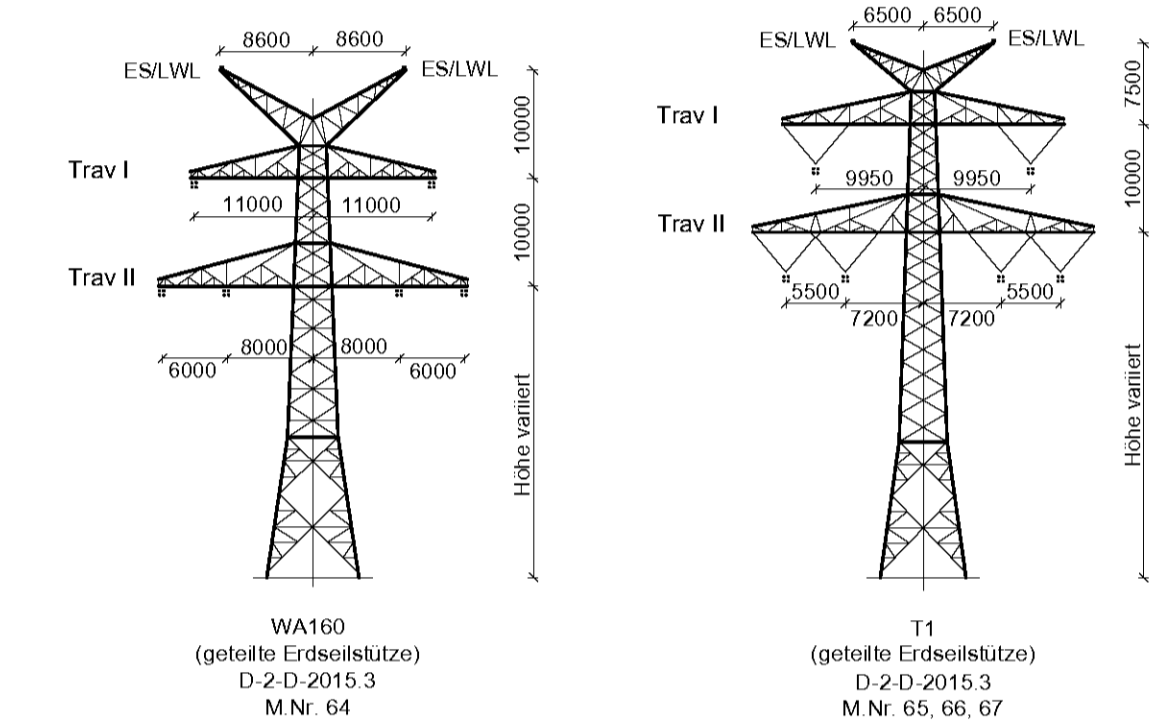 8600 8600
ES/LWL ES/LWL
10000
Trav I
11000 11000
10000
Trav II
8000 8000
6000 6000
Höhe variiert
WA160
(geteilte Erdseilstütze)
D-2-D-2015.3
M.Nr. 64
6500 6500
ES/LWL ES/LWL
7500
Trav I
9950 9950
10000
Trav II
5500 5500
7200 7200
Höhe variiert
T1
(geteilte Erdseilstütze)
D-2-D-2015.3
M.Nr. 65, 66, 67